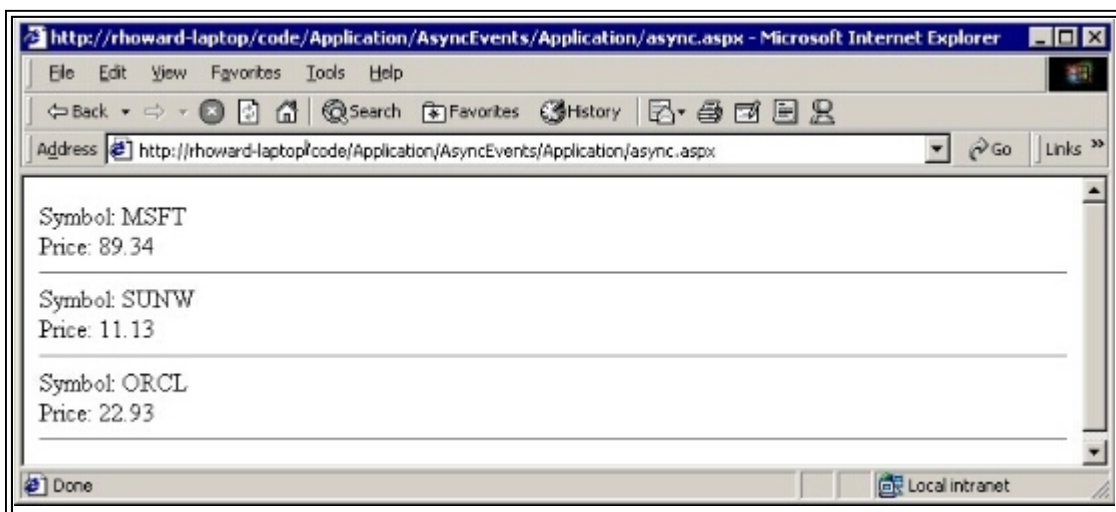 http://rhoward-laptop/code/Application/AsyncEvents/Application/async.aspx - Microsoft Internet Explorer
File Edit View Favorites Tools Help
Back Search Favorites History
Address http://rhoward-laptop/code/Application/AsyncEvents/Application/async.aspx Go Links »
Symbol: MSFT
Price: 89.34
Symbol: SUNW
Price: 11.13
Symbol: ORCL
Price: 22.93
Done Local intranet